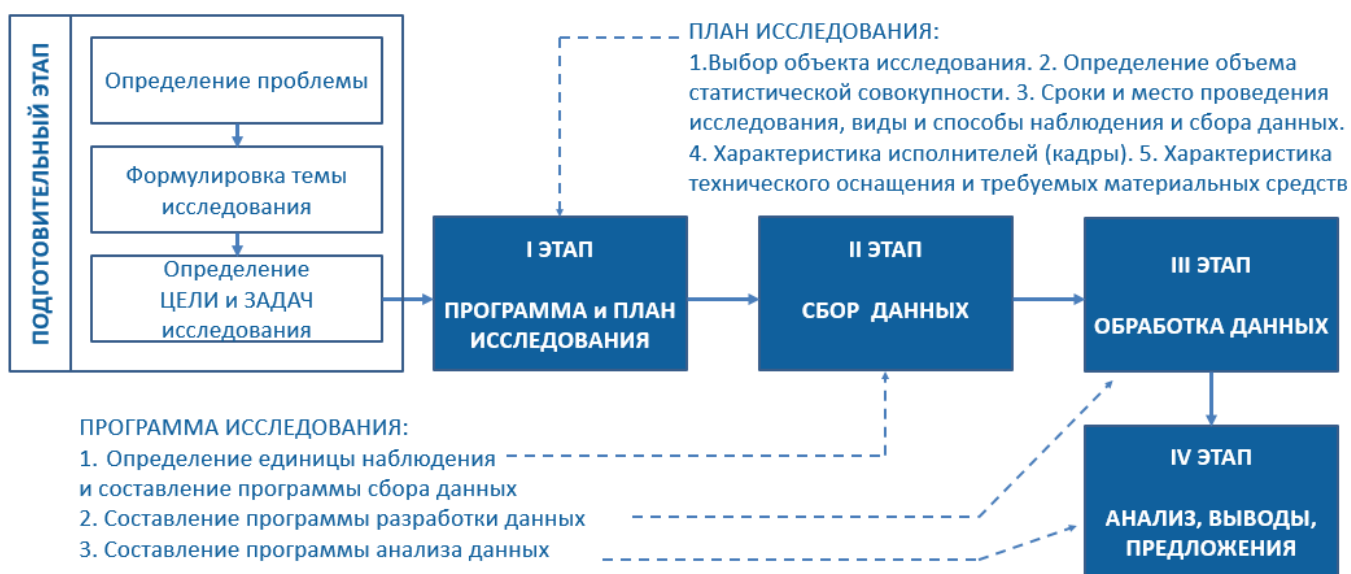 ПОДГОТОВИТЕЛЬНЫЙ ЭТАП
Определение проблемы
Формулировка темы
исследования
Определение
ЦЕЛИ и ЗАДАЧ
исследования
ПЛАН ИССЛЕДОВАНИЯ:
1.Выбор объекта исследования. 2. Определение объема
статистической совокупности. 3. Сроки и место проведения
исследования, виды и способы наблюдения и сбора данных.
4. Характеристика исполнителей (кадры). 5. Характеристика
технического оснащения и требуемых материальных средств
I ЭТАП
ПРОГРАММА и ПЛАН
ИССЛЕДОВАНИЯ
II ЭТАП
СБОР ДАННЫХ
III ЭТАП
ОБРАБОТКА ДАННЫХ
ПРОГРАММА ИССЛЕДОВАНИЯ:
1. Определение единицы наблюдения
и составление программы сбора данных
2. Составление программы разработки данных
3. Составление программы анализа данных
IV ЭТАП
АНАЛИЗ, ВЫВОДЫ,
ПРЕДЛОЖЕНИЯ